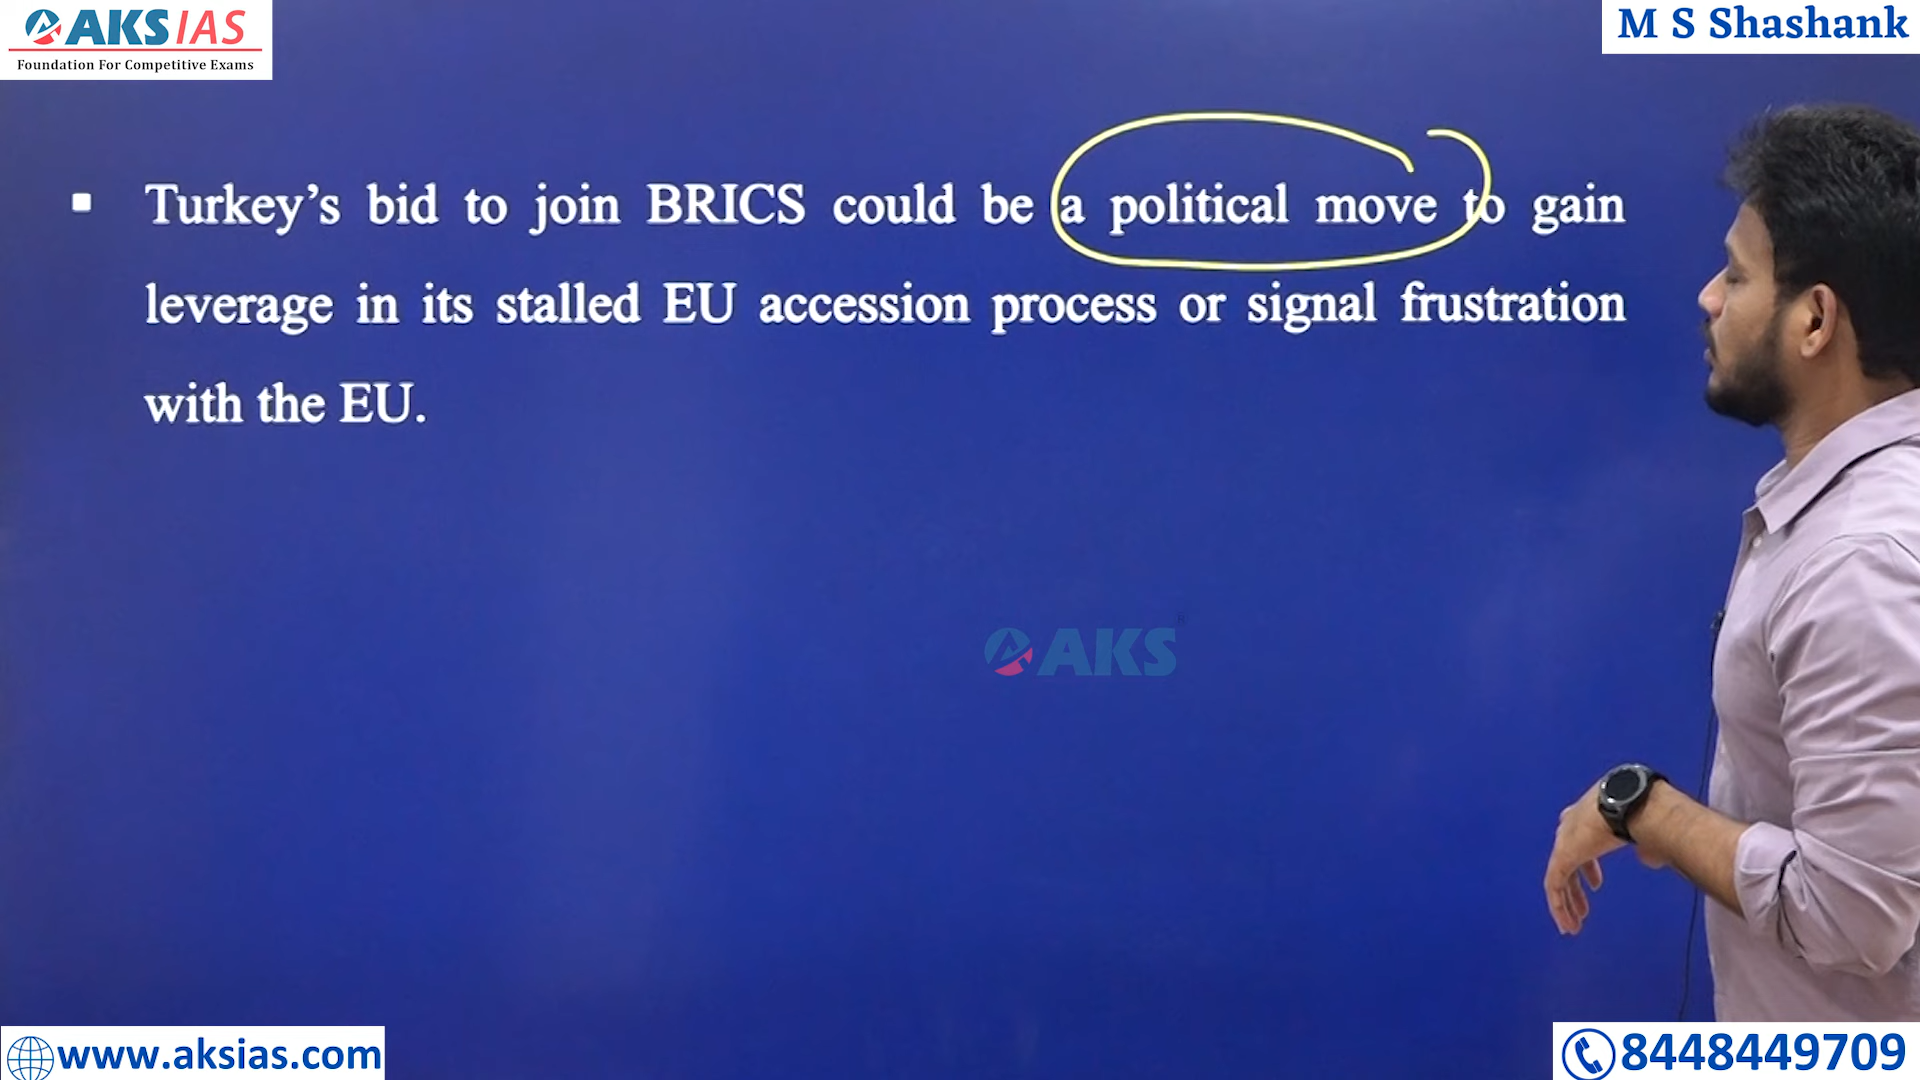 AKS IAS
Foundation For Competitive Exams
M S Shashank
Turkey’s bid to join BRICS could be a political move to gain
leverage in its stalled EU accession process or signal frustration
with the EU.
AKS
www.aksias.com
8448449709